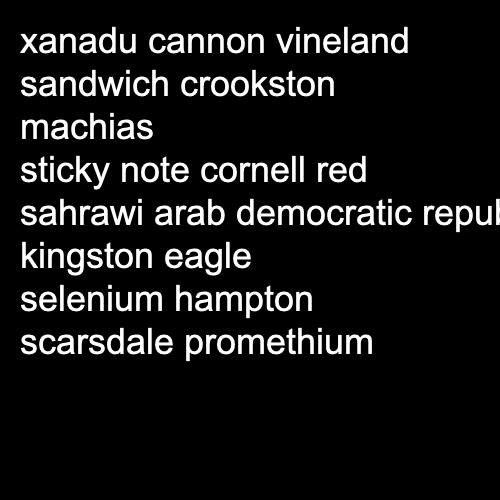 xanadu cannon vineland
sandwich crookston
machias
sticky note cornell red
sahrawi arab democratic
kingston eagle
selenium hampton
scarsdale promethium